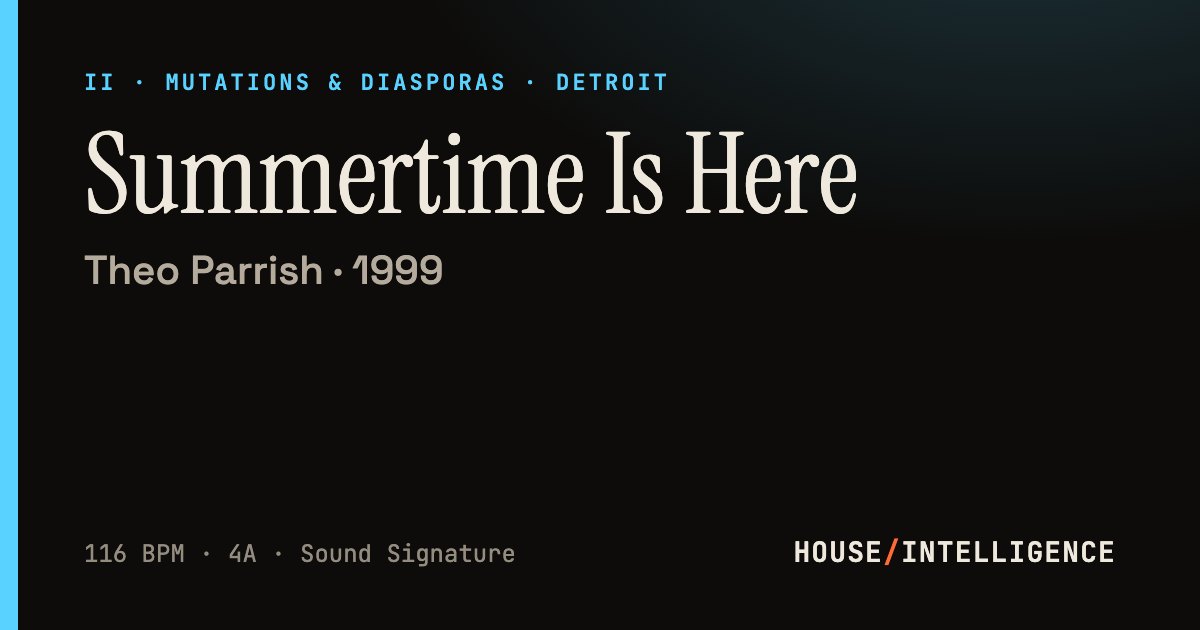 II · MUTATIONS & DIASPORAS · DETROIT
Summertime Is Here
Theo Parrish · 1999
116 BPM · 4A · Sound Signature
HOUSE/INTELLIGENCE